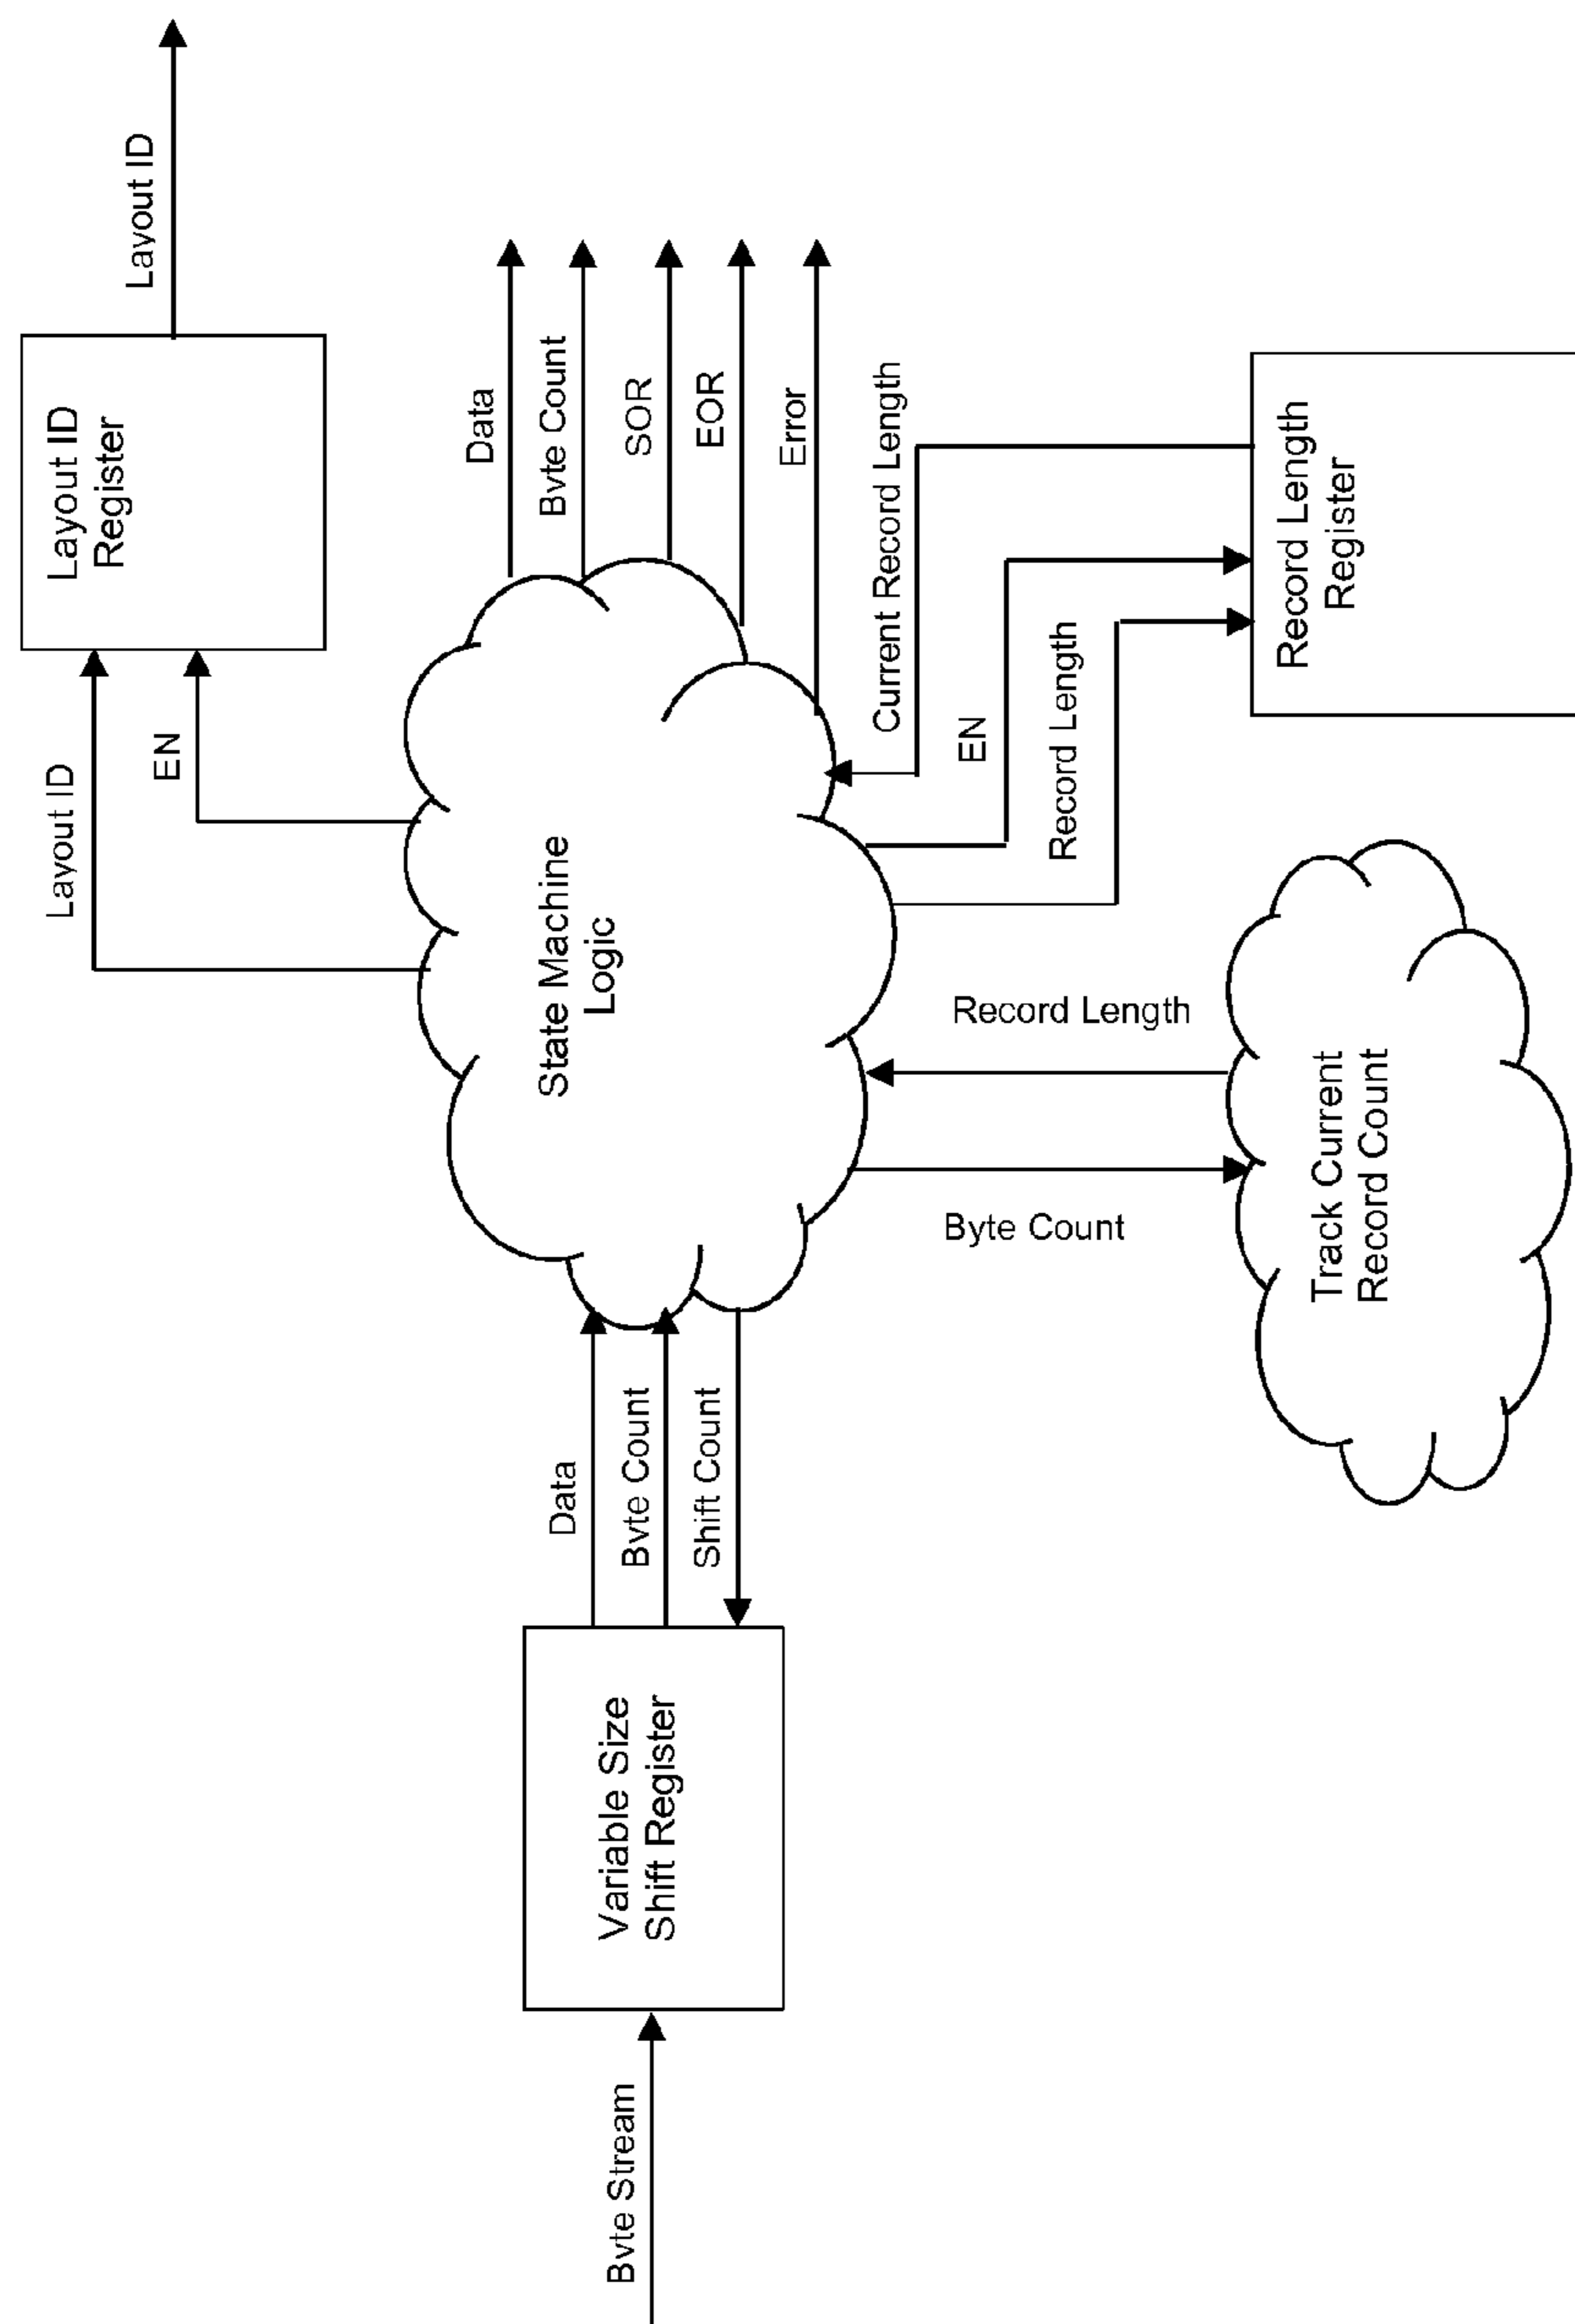 Layout ID
Layout ID
Register
Layout ID
EN
Data
Byte Count
SOR
EOR
Error
State Machine
Logic
Current Record Length
EN
Record Length
Record Length
Register
Record Length
Byte Count
Track Current
Record Count
Data
Byte Count
Shift Count
Variable Size
Shift Register
Byte Stream